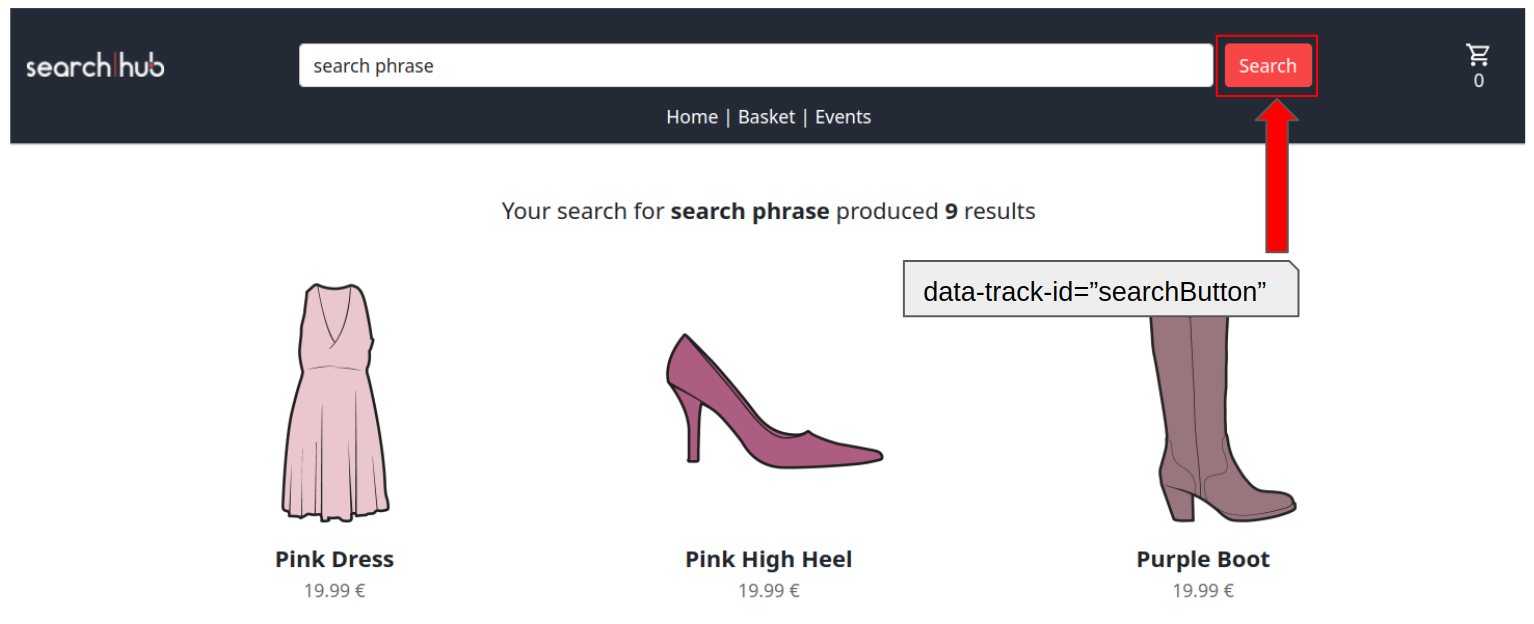 search|hub
search phrase
Search
0
Home | Basket | Events
Your search for search phrase produced 9 results
data-track-id=”searchButton”
Pink Dress
Pink High Heel
Purple Boot
19.99 €
19.99 €
19.99 €